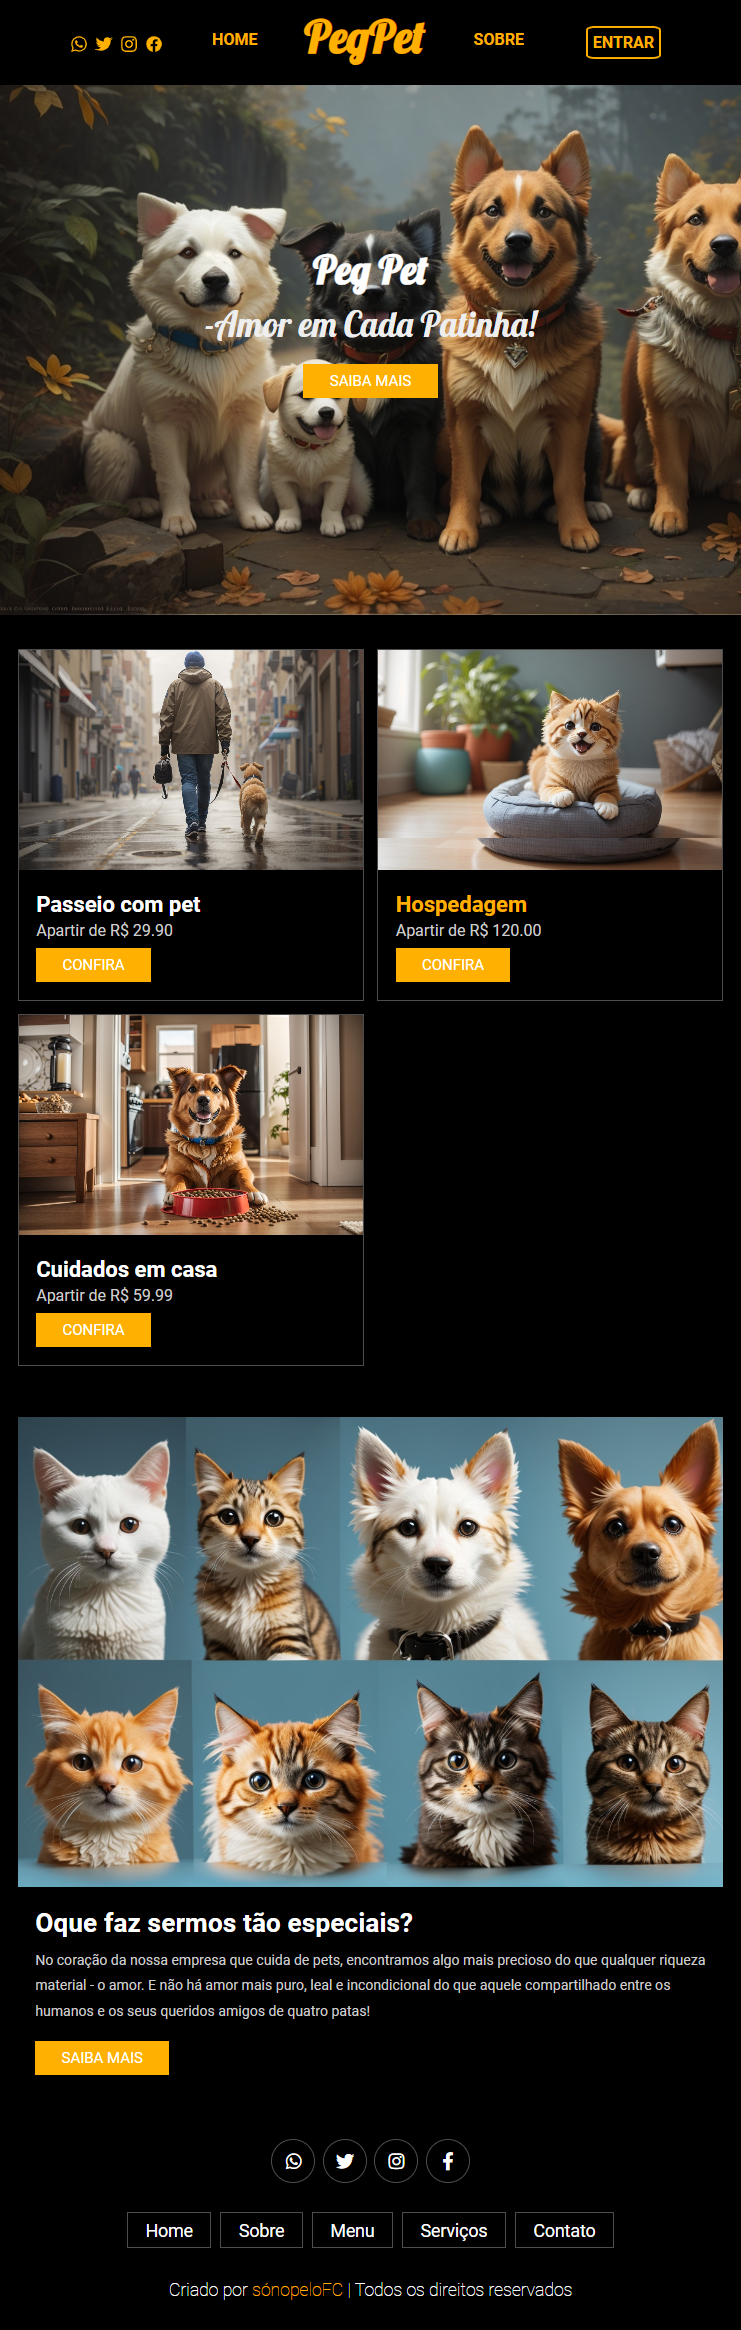 HOME
PegPet
SOBRE
ENTRAR
Peg Pet
-Amor em Cada Patinha!
SAIBA MAIS
Passeio com pet
Apartir de R$ 29.90
CONFIRA
Hospedagem
Apartir de R$ 120.00
CONFIRA
Cuidados em casa
Apartir de R$ 59.99
CONFIRA
Oque faz sermos tão especiais?
No coração da nossa empresa que cuida de pets, encontramos algo mais precioso do que qualquer riqueza
material - o amor. E não há amor mais puro, leal e incondicional do que aquele compartilhado entre os
humanos e os seus queridos amigos de quatro patas!
SAIBA MAIS
Home
Sobre
Menu
Serviços
Contato
Criado por sónopeloFC | Todos os direitos reservados